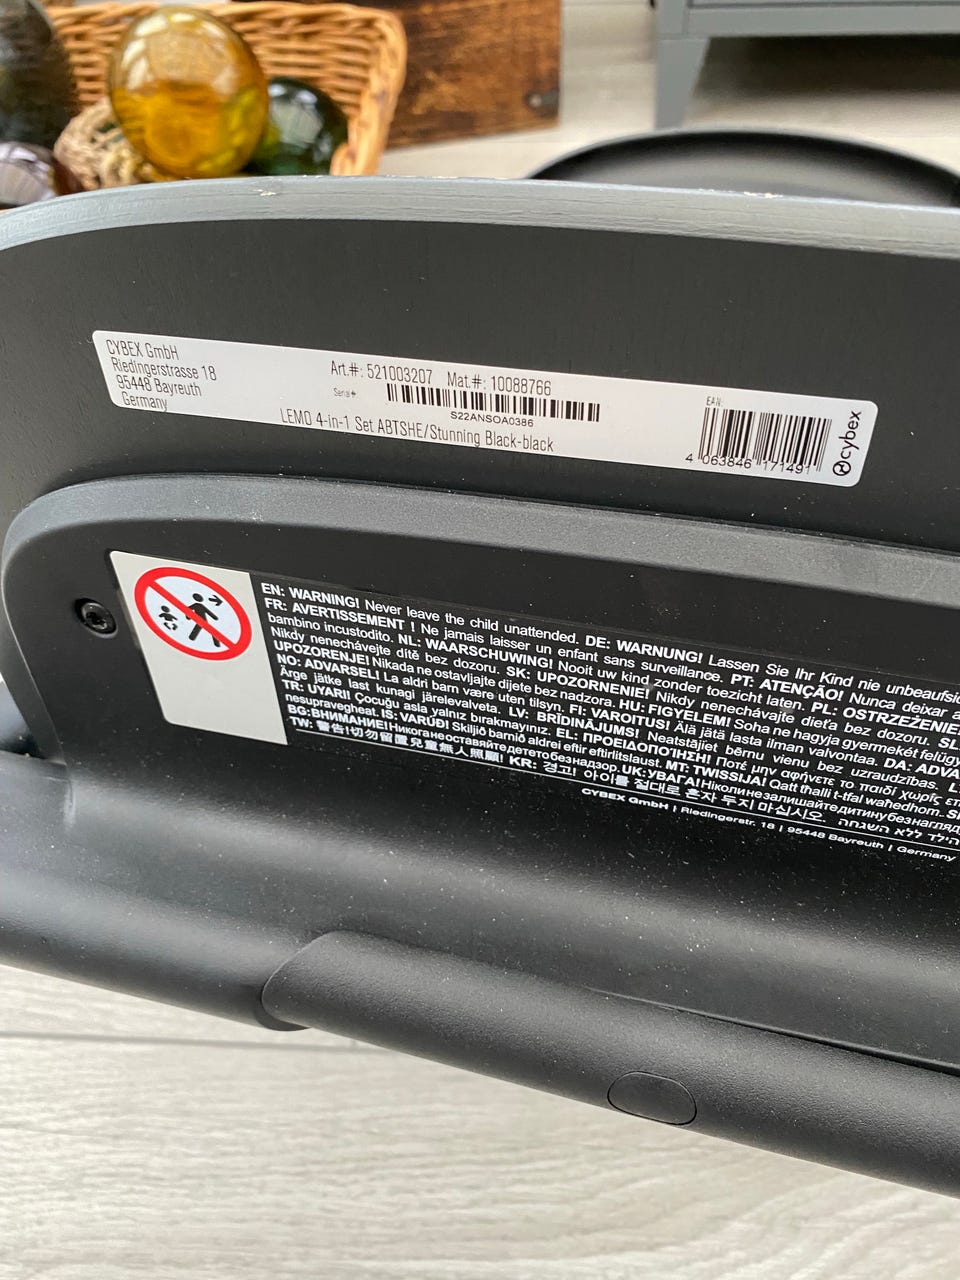 CYBEX GmbH
Riedingerstrasse 18
95448 Bayreuth
Germany
Art.#: 521003207 Mat.#: 10088766
Serial#
S22ANSOA0386
LEMO 4-in-1 Set ABTSHE/Stunning Black-black
EAN:
4 063846 171491
cybex
EN: WARNING! Never leave the child unattended. DE: WARNUNG! Lassen Sie Ihr Kind nie unbeaufsic
FR: AVERTISSEMENT ! Ne jamais laisser un enfant sans surveillance. PT: ATENÇÃO! Nunca deixar a
bambino incustodito. NL: WAARSCHUWING! Nooit uw kind zonder toezicht laten. PL: OSTRZEŻENIE!
Nikdy nenechávejte dítě bez dozoru. SK: UPOZORNENIE! Nikdy nenechávajte dieťa bez dozoru. SL:
UPOZORENJE! Nikada ne ostavljajte dijete bez nadzora. HU: FIGYELEM! Soha ne hagyja gyermekét felügy
NO: ADVARSEL! La aldri barn være uten tilsyn. FI: VAROITUS! Älä jätä lasta ilman valvontaa. DA: ADVA
Ärge jätke last kunagi järelevalveta. LV: BRĪDINĀJUMS! Neatstājiet bērnu vienu bez uzraudzības.
TR: UYARI! Çocuğu asla yalnız bırakmayınız. EL: ΠΡΟΕΙΔΟΠΟΊΗΣΗ! Ποτέ μην αφήνετε το παιδί χωρίς επ
nesupravegheat. IS: VARÚÐ! Skiljið barnið aldrei eftir eftirlitslaust. MT: TWISSIJA! Qatt tħalli t-tfal waħedhom.
BG: ВНИМАНИЕ! Никога не оставяйте детето без надзор. UK: УВАГА! Ніколи не залишайте дитину без нагляд
TW: 警告!切勿留置兒童無人照顧! KR: 경고! 아이를 절대로 혼자 두지 마십시오. הילד ללא השגחה
CYBEX GmbH | Riedingerstr. 18 | 95448 Bayreuth | Germany